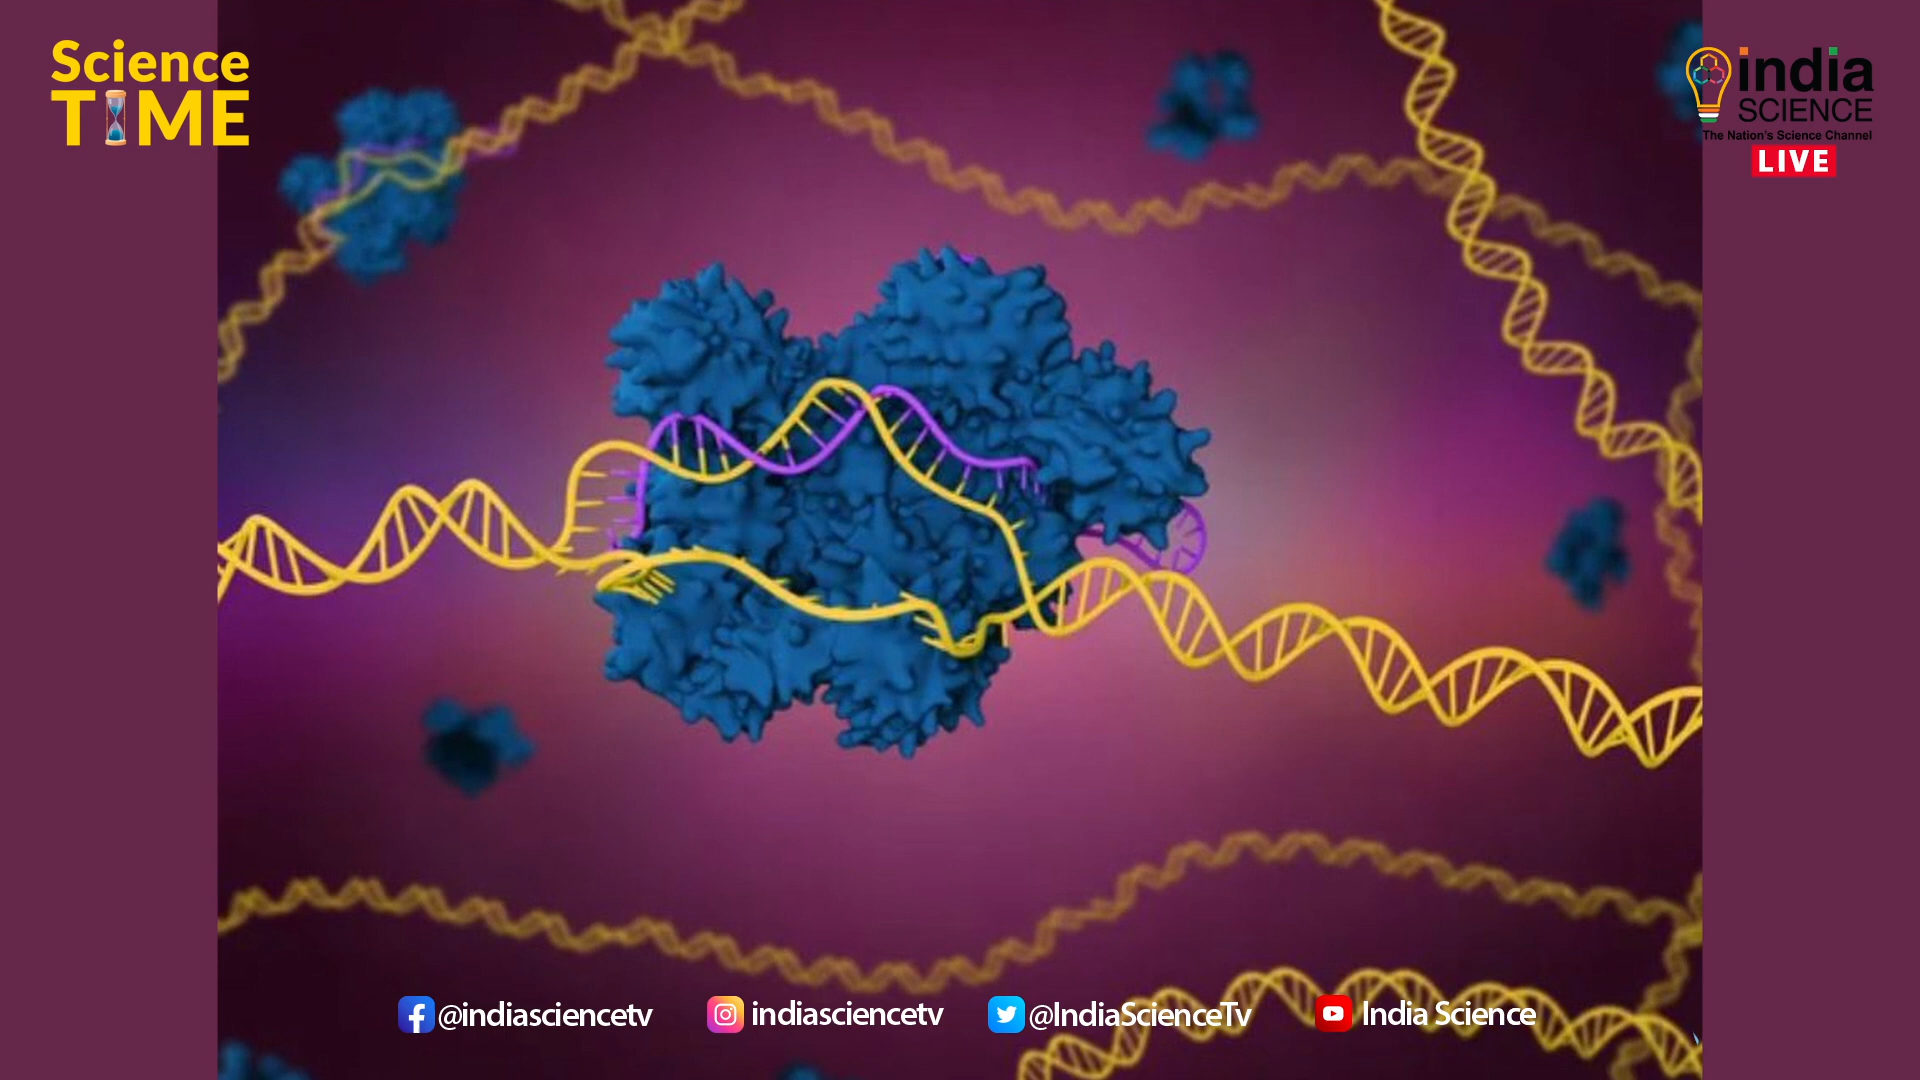 Science
TIME
india
SCIENCE
The Nation's Science Channel
LIVE
@indiasciencetv
indiasciencetv
@IndiaScienceTv
India Science